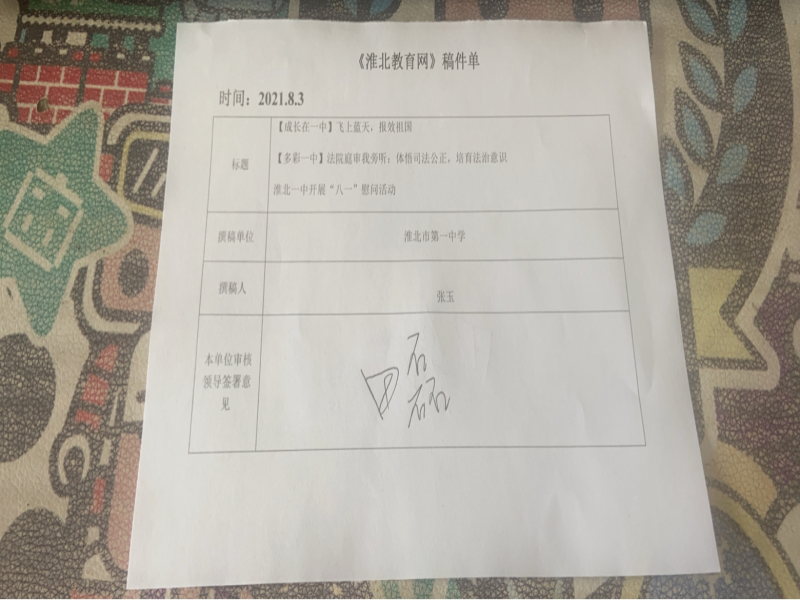 《淮北教育网》稿件单
时间：2021.8.3
标题
【成长在一中】飞上蓝天，报效祖国
【多彩一中】法院庭审我旁听：体悟司法公正，培育法治意识
淮北一中开展“八一”慰问活动
撰稿单位
淮北市第一中学
撰稿人
张玉
本单位审核
领导签署意
见
田磊